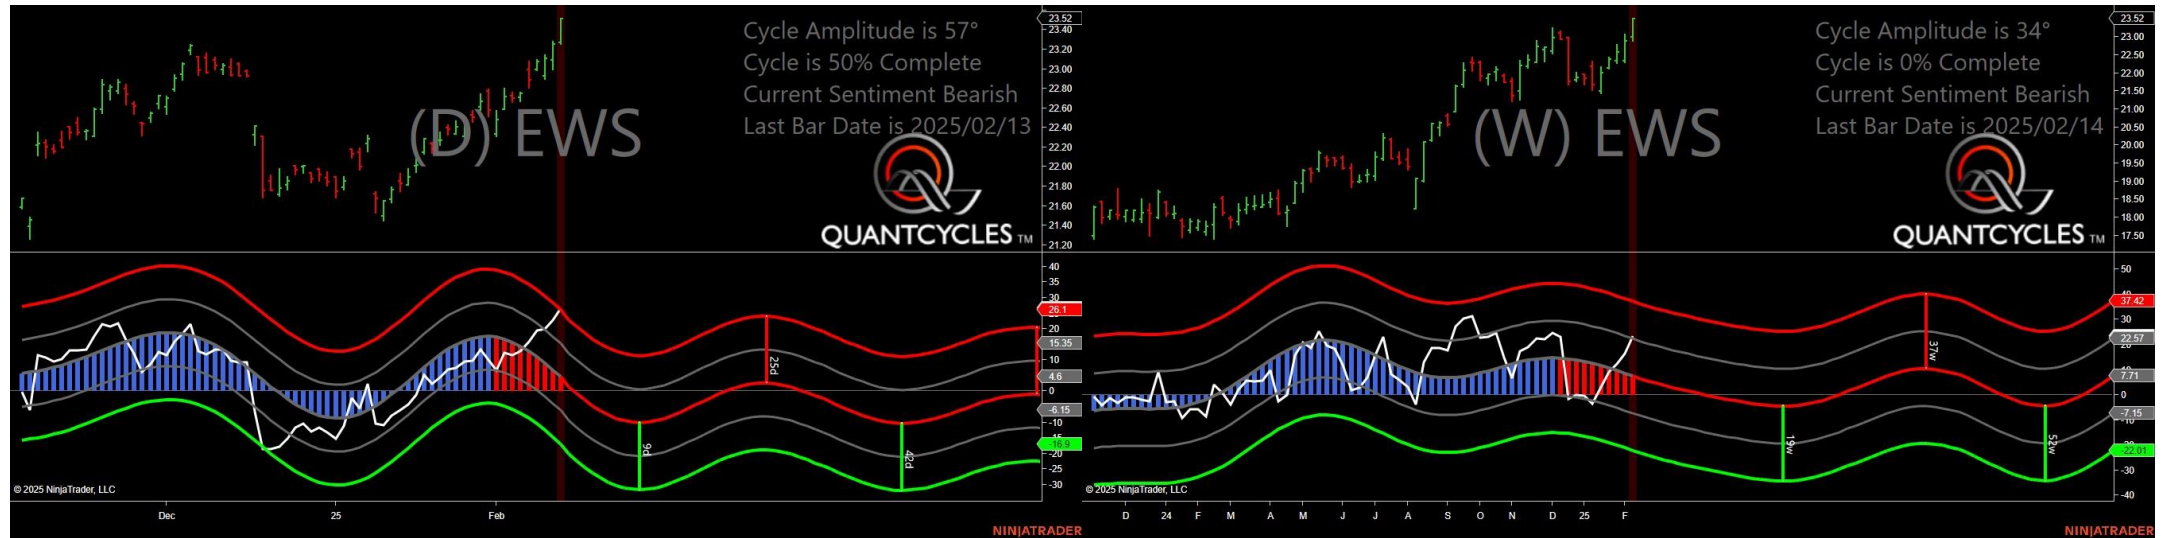 Cycle Amplitude is 57°
Cycle is 50% Complete
Current Sentiment Bearish
Last Bar Date is 2025/02/13
(D) EWS
QUANTCYCLES TM
23.52
23.40
23.20
23.00
22.80
22.60
22.40
22.20
22.00
21.80
21.60
21.40
21.20
40
35
30
26.1
20
15.35
10
4.6
0
-6.15
-10
-15
-16.9
-25
-30
9d
25d
42d
© 2025 NinjaTrader, LLC
Dec
25
Feb
NINJATRADER
Cycle Amplitude is 34°
Cycle is 0% Complete
Current Sentiment Bearish
Last Bar Date is 2025/02/14
(W) EWS
QUANTCYCLES TM
23.52
23.00
22.50
22.00
21.50
21.00
20.50
20.00
19.50
19.00
18.50
18.00
17.50
50
37.42
30
22.57
7.71
0
-7.15
-22.01
-30
-40
19w
37w
52w
© 2025 NinjaTrader, LLC
D 24 F M A M J J A S O N D 25 F
NINJATRADER